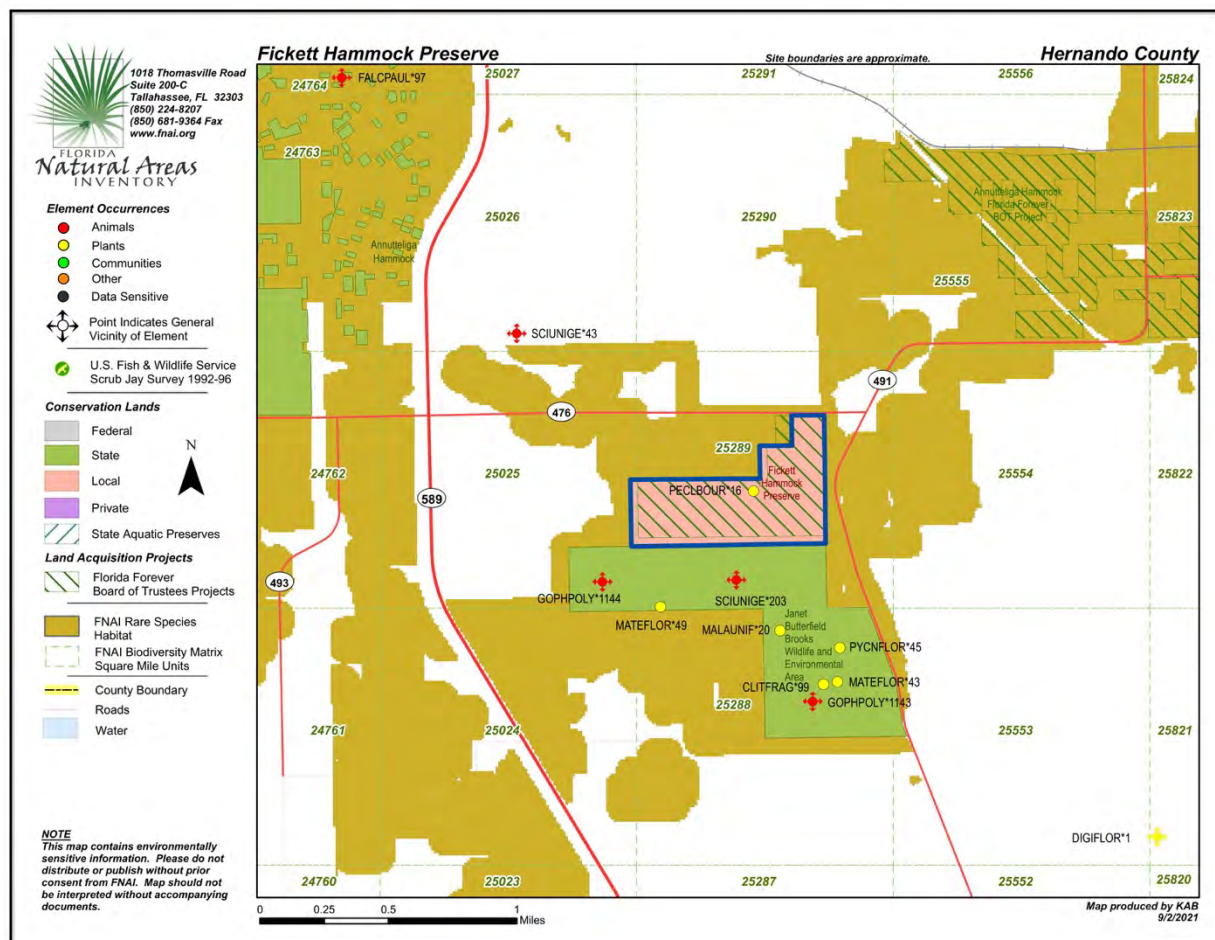 Fickett Hammock Preserve
Site boundaries are approximate.
Hernando County
1018 Thomasville Road
Suite 200-C
Tallahassee, FL 32303
(850) 224-8207
(850) 681-9364 Fax
www.fnai.org
FLORIDA
Natural Areas
INVENTORY
Element Occurrences
Animals
Plants
Communities
Other
Data Sensitive
Point Indicates General
Vicinity of Element
U.S. Fish & Wildlife Service
Scrub Jay Survey 1992-96
Conservation Lands
Federal
State
Local
Private
State Aquatic Preserves
N
Land Acquisition Projects
Florida Forever
Board of Trustees Projects
FNAI Rare Species
Habitat
FNAI Biodiversity Matrix
Square Mile Units
County Boundary
Roads
Water
NOTE
This map contains environmentally
sensitive information. Please do not
distribute or publish without prior
consent from FNAI. Map should not
be interpreted without accompanying
documents.
24764
FALCPAUL*97
25027
25291
25556
25824
24763
25026
25290
Annutteliga Hammock
Florida Forever
BOT Project
25823
Annutteliga
Hammock
25555
SCIUNIGE*43
491
476
24762
25025
25289
25554
25822
Fickett
Hammock
Preserve
PECLBOUR*16
589
493
GOPHPOLY*1144
SCIUNIGE*203
MATEFLOR*49
MALAUNIF*20
Janet
Butterfield
Brooks
Wildlife and
Environmental
Area
PYCNFLOR*45
CLITFRAG*99
MATEFLOR*43
GOPHPOLY*1143
24761
25024
25288
25553
25821
DIGIFLOR*1
24760
25023
25287
25552
25820
0 0.25 0.5 1
Miles
Map produced by KAB
9/2/2021